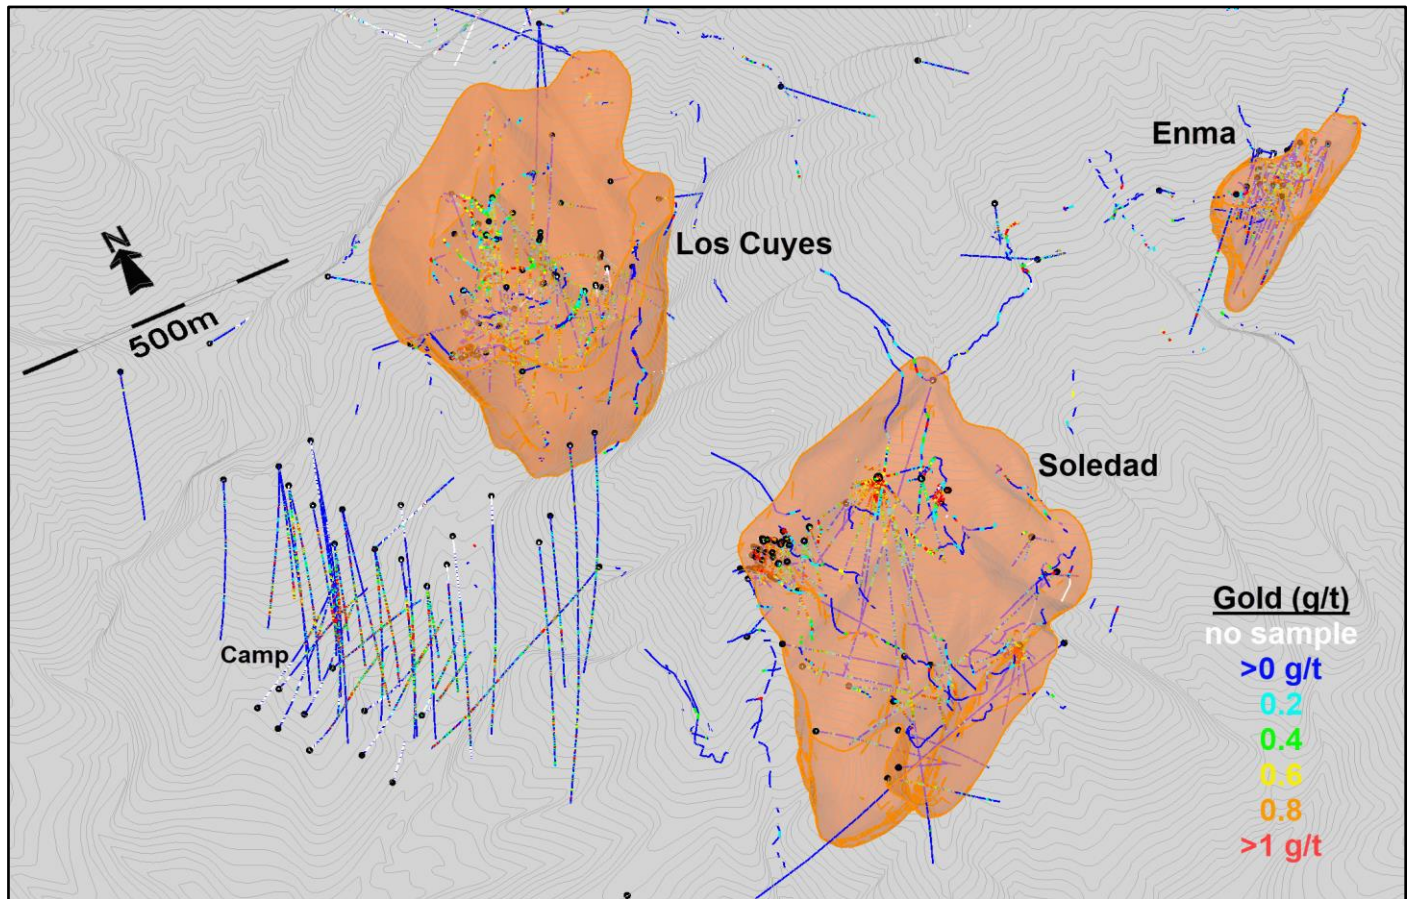 Enma
Los Cuyes
N
500m
Soledad
Camp
Gold (g/t)
no sample
>0 g/t
0.2
0.4
0.6
0.8
>1 g/t